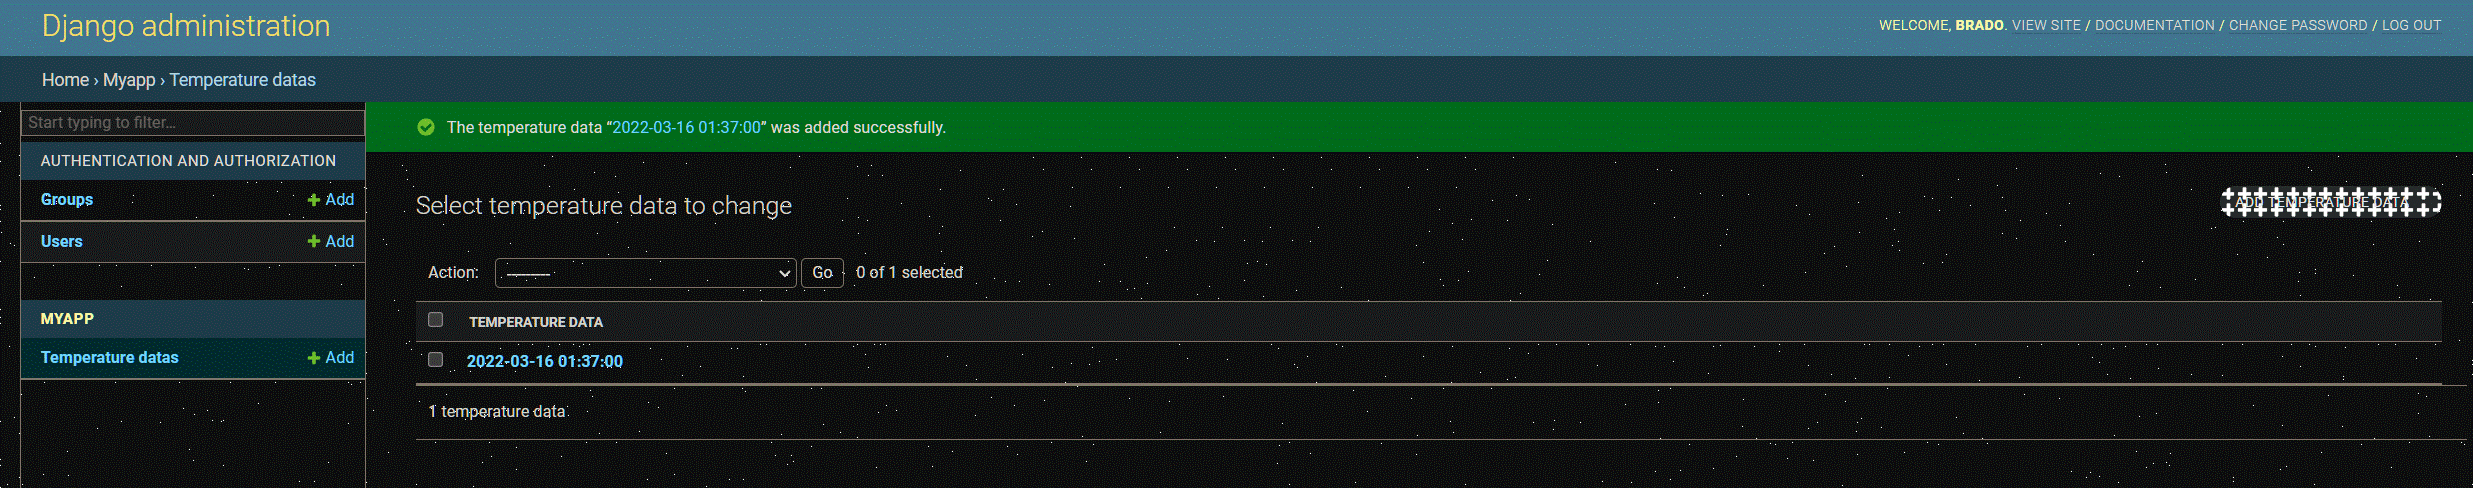 Django administration
WELCOME, BRADO. VIEW SITE / DOCUMENTATION / CHANGE PASSWORD / LOG OUT
Home › Myapp › Temperature datas
Start typing to filter...
AUTHENTICATION AND AUTHORIZATION
Groups + Add
Users + Add
MYAPP
Temperature datas + Add
The temperature data “2022-03-16 01:37:00” was added successfully.
Select temperature data to change
ADD TEMPERATURE DATA
Action: --------- Go 0 of 1 selected
TEMPERATURE DATA
2022-03-16 01:37:00
1 temperature data